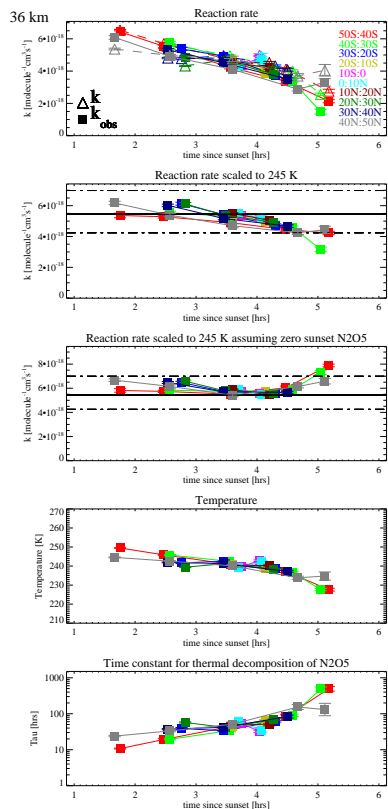 36 km
Reaction rate
k [molecule⁻¹cm³s⁻¹]
6•10⁻¹⁸
4•10⁻¹⁸
2•10⁻¹⁸
0
k
k obs
50S:40S
40S:30S
30S:20S
20S:10S
10S:0
0:10N
10N:20N
20N:30N
30N:40N
40N:50N
1 2 3 4 5 6
time since sunset [hrs]
Reaction rate scaled to 245 K
k [molecule⁻¹cm³s⁻¹]
6•10⁻¹⁸
4•10⁻¹⁸
2•10⁻¹⁸
0
1 2 3 4 5 6
time since sunset [hrs]
Reaction rate scaled to 245 K assuming zero sunset N2O5
k [molecule⁻¹cm³s⁻¹]
8•10⁻¹⁸
6•10⁻¹⁸
4•10⁻¹⁸
2•10⁻¹⁸
0
1 2 3 4 5 6
time since sunset [hrs]
Temperature
Temperature [K]
270
260
250
240
230
220
210
1 2 3 4 5 6
time since sunset [hrs]
Time constant for thermal decomposition of N2O5
Tau [hrs]
1000
100
10
1
1 2 3 4 5 6
time since sunset [hrs]